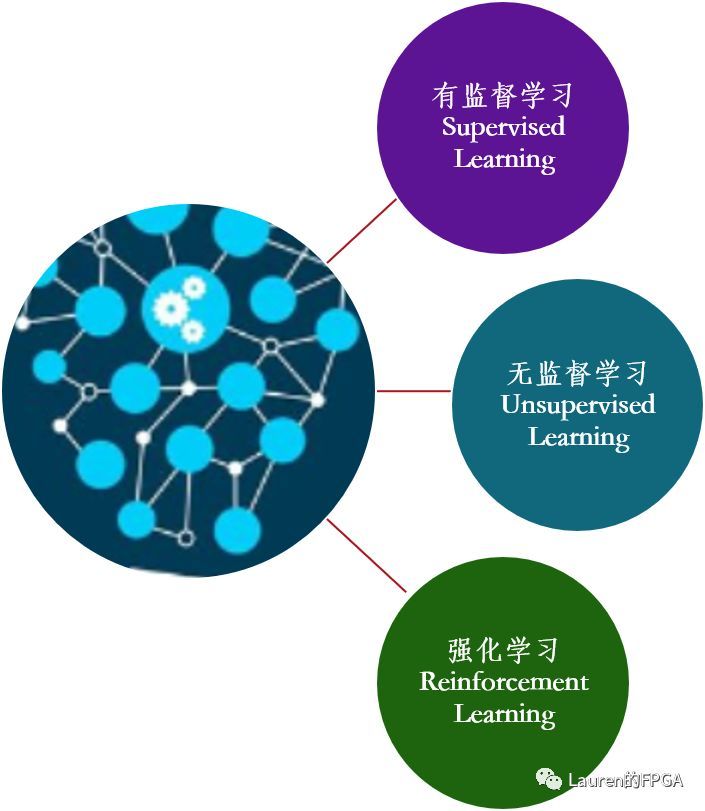 有监督学习
Supervised
Learning
无监督学习
Unsupervised
Learning
强化学习
Reinforcement
Learning
Lauren的FPGA